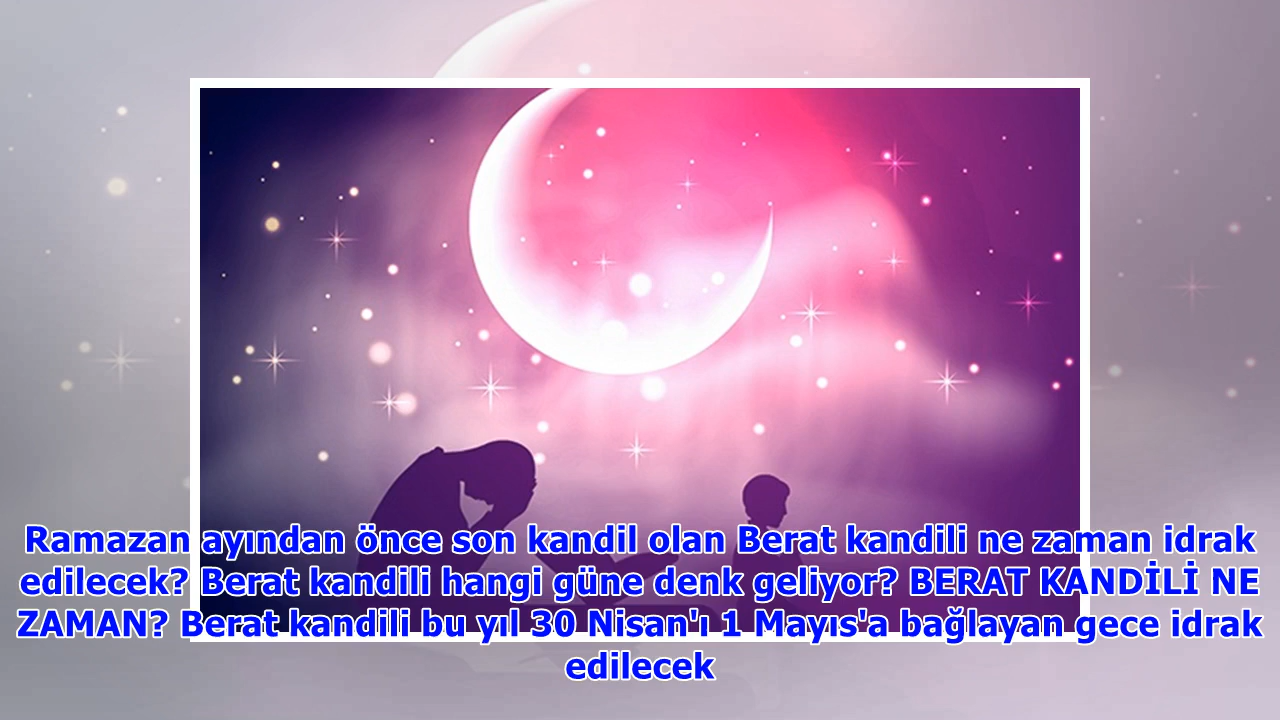 Ramazan ayından önce son kandil olan Berat kandili ne zaman idrak
edilecek? Berat kandili hangi güne denk geliyor? BERAT KANDİLİ NE
ZAMAN? Berat kandili bu yıl 30 Nisan'ı 1 Mayıs'a bağlayan gece idrak
edilecek